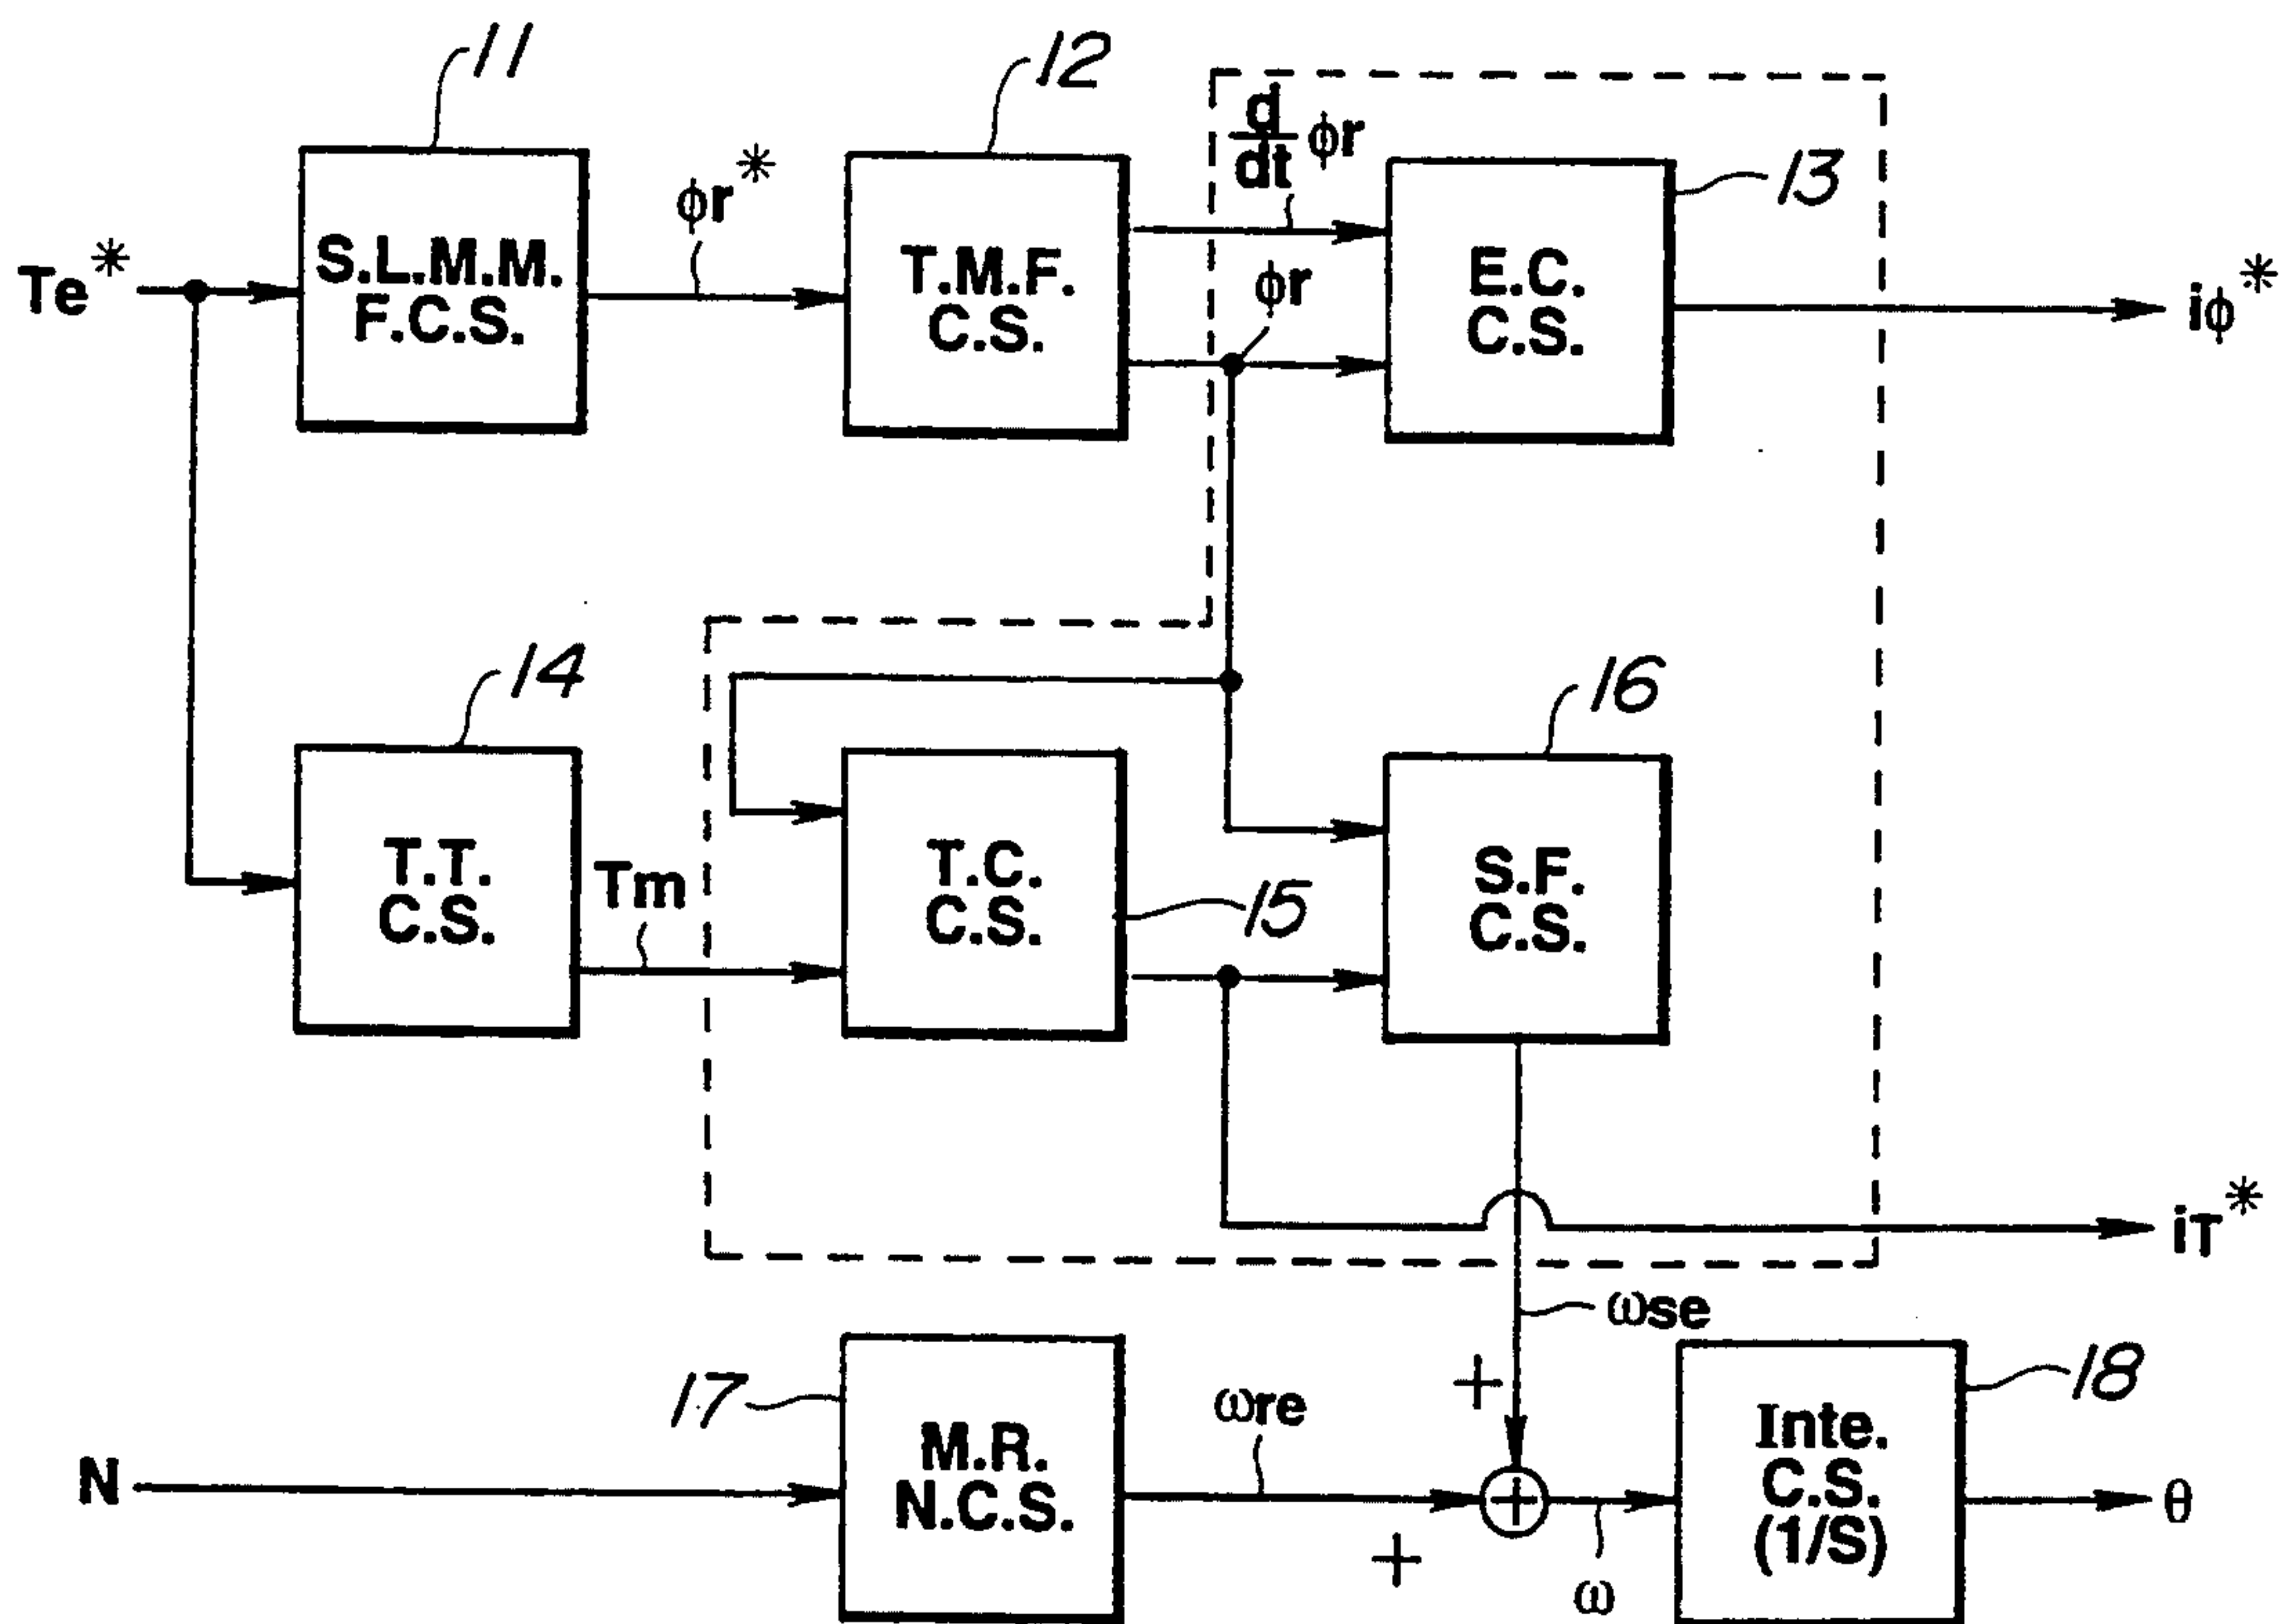 11
12
13
d
dt
φr
φr*
φr
Te*
S.L.M.M.
F.C.S.
T.M.F.
C.S.
E.C.
C.S.
iφ*
14
16
T.T.
C.S.
Tm
T.C.
C.S.
15
S.F.
C.S.
iT*
ωse
17
18
N
M.R.
N.C.S.
ωre
+
+
+
ω
Inte.
C.S.
(1/S)
θ